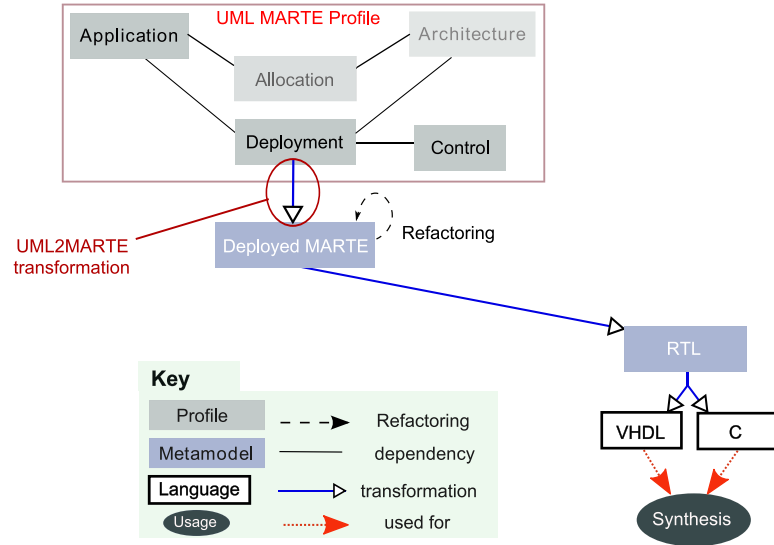 UML MARTE Profile
Application
Architecture
Allocation
Deployment
Control
UML2MARTE
transformation
Deployed MARTE
Refactoring
RTL
VHDL
C
Synthesis
Key
Profile
Refactoring
Metamodel
dependency
Language
transformation
Usage
used for